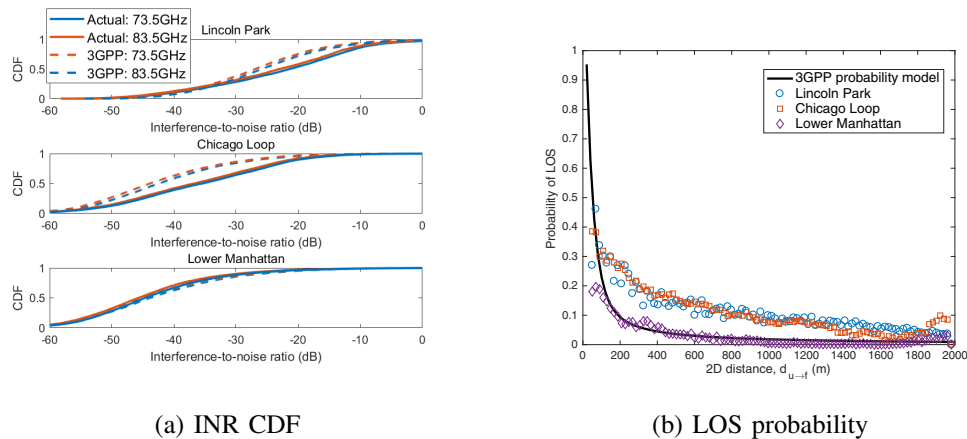 Actual: 73.5GHz
Actual: 83.5GHz
3GPP: 73.5GHz
3GPP: 83.5GHz
Lincoln Park
CDF
1
0.5
0
-60 -50 -40 -30 -20 -10 0
Interference-to-noise ratio (dB)
Chicago Loop
CDF
1
0.5
0
-60 -50 -40 -30 -20 -10 0
Interference-to-noise ratio (dB)
Lower Manhattan
CDF
1
0.5
0
-60 -50 -40 -30 -20 -10 0
Interference-to-noise ratio (dB)
(a) INR CDF
Probability of LOS
1
0.9
0.8
0.7
0.6
0.5
0.4
0.3
0.2
0.1
0
3GPP probability model
Lincoln Park
Chicago Loop
Lower Manhattan
0 200 400 600 800 1000 1200 1400 1600 1800 2000
2D distance, d u→f (m)
(b) LOS probability